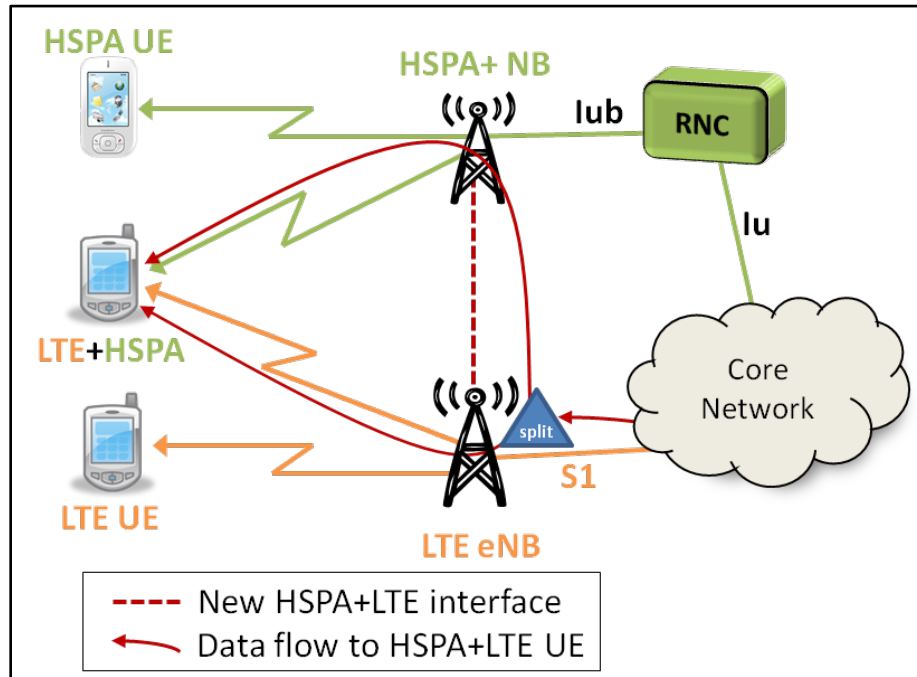 HSPA UE
HSPA+ NB
Iub
RNC
Iu
LTE+HSPA
Core
Network
split
S1
LTE UE
LTE eNB
New HSPA+LTE interface
Data flow to HSPA+LTE UE